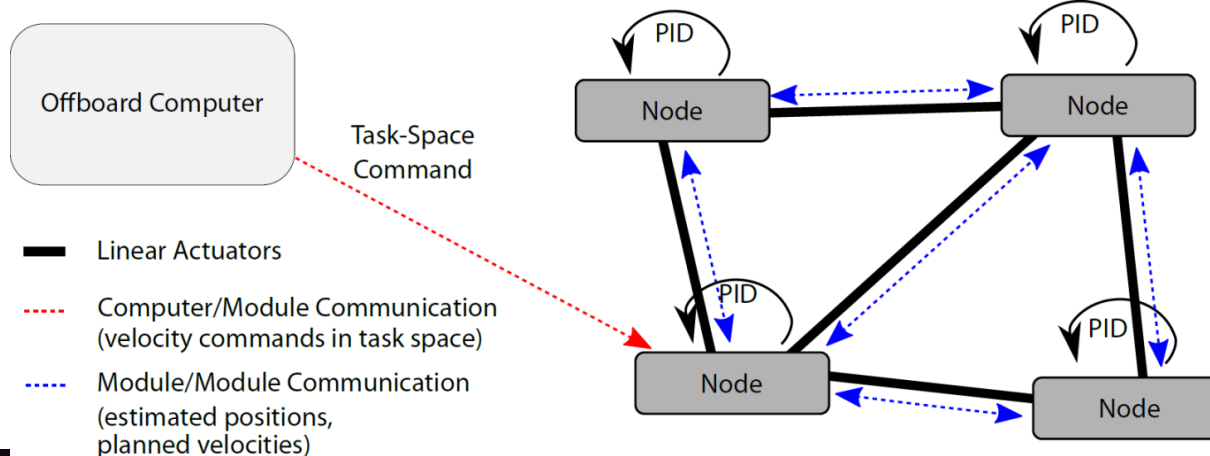 PID
PID
Offboard Computer
Node
Node
Task-Space
Command
Linear Actuators
PID
PID
Computer/Module Communication
(velocity commands in task space)
Node
Node
Module/Module Communication
(estimated positions,
planned velocities)